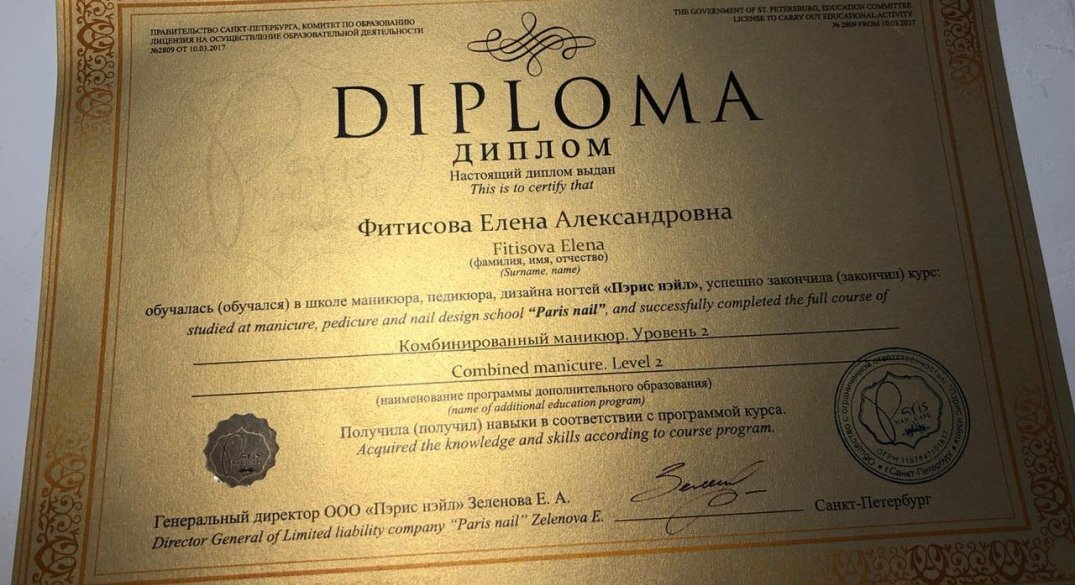 ПРАВИТЕЛЬСТВО САНКТ-ПЕТЕРБУРГА, КОМИТЕТ ПО ОБРАЗОВАНИЮ
ЛИЦЕНЗИЯ НА ОСУЩЕСТВЛЕНИЕ ОБРАЗОВАТЕЛЬНОЙ ДЕЯТЕЛЬНОСТИ
№2809 ОТ 10.03.2017
THE GOVERNMENT OF ST. PETERSBURG, EDUCATION COMMITTEE
LICENSE TO CARRY OUT EDUCATIONAL ACTIVITY
№ 2809 FROM 10.03.2017
DIPLOMA
ДИПЛОМ
Настоящий диплом выдан
This is to certify that
Фитисова Елена Александровна
Fitisova Elena
(фамилия, имя, отчество)
(Surname, name)
обучалась (обучался) в школе маникюра, педикюра, дизайна ногтей «Пэрис нэйл», успешно закончила (закончил) курс:
studied at manicure, pedicure and nail design school “Paris nail”, and successfully completed the full course of
Комбинированный маникюр. Уровень 2
Combined manicure. Level 2
(наименование программы дополнительного образования)
(name of additional education program)
Получила (получил) навыки в соответствии с программой курса.
Acquired the knowledge and skills according to course program.
Генеральный директор ООО «Пэрис нэйл» Зеленова Е. А.
Director General of Limited liability company “Paris nail” Zelenova E.
Санкт-Петербург
Общество с ограниченной ответственностью
г.Санкт-Петербург